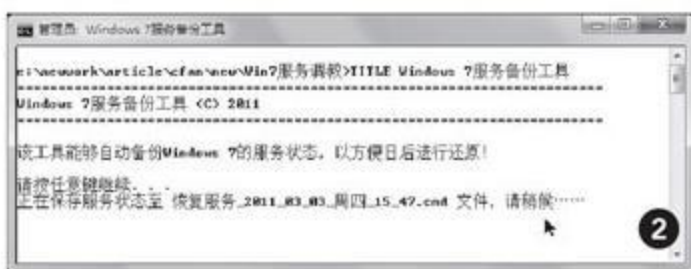 管理员: Windows 7服务备份工具
e:\newwork\article\cfan\new\Win7服务调教>TITLE Windows 7服务备份工具
Windows 7服务备份工具 <C> 2011
该工具能够自动备份Windows 7的服务状态，以方便日后进行还原！
请按任意键继续. . .
正在保存服务状态至 恢复服务_2011_03_03_周四_15_47.cmd 文件，请稍候……
2